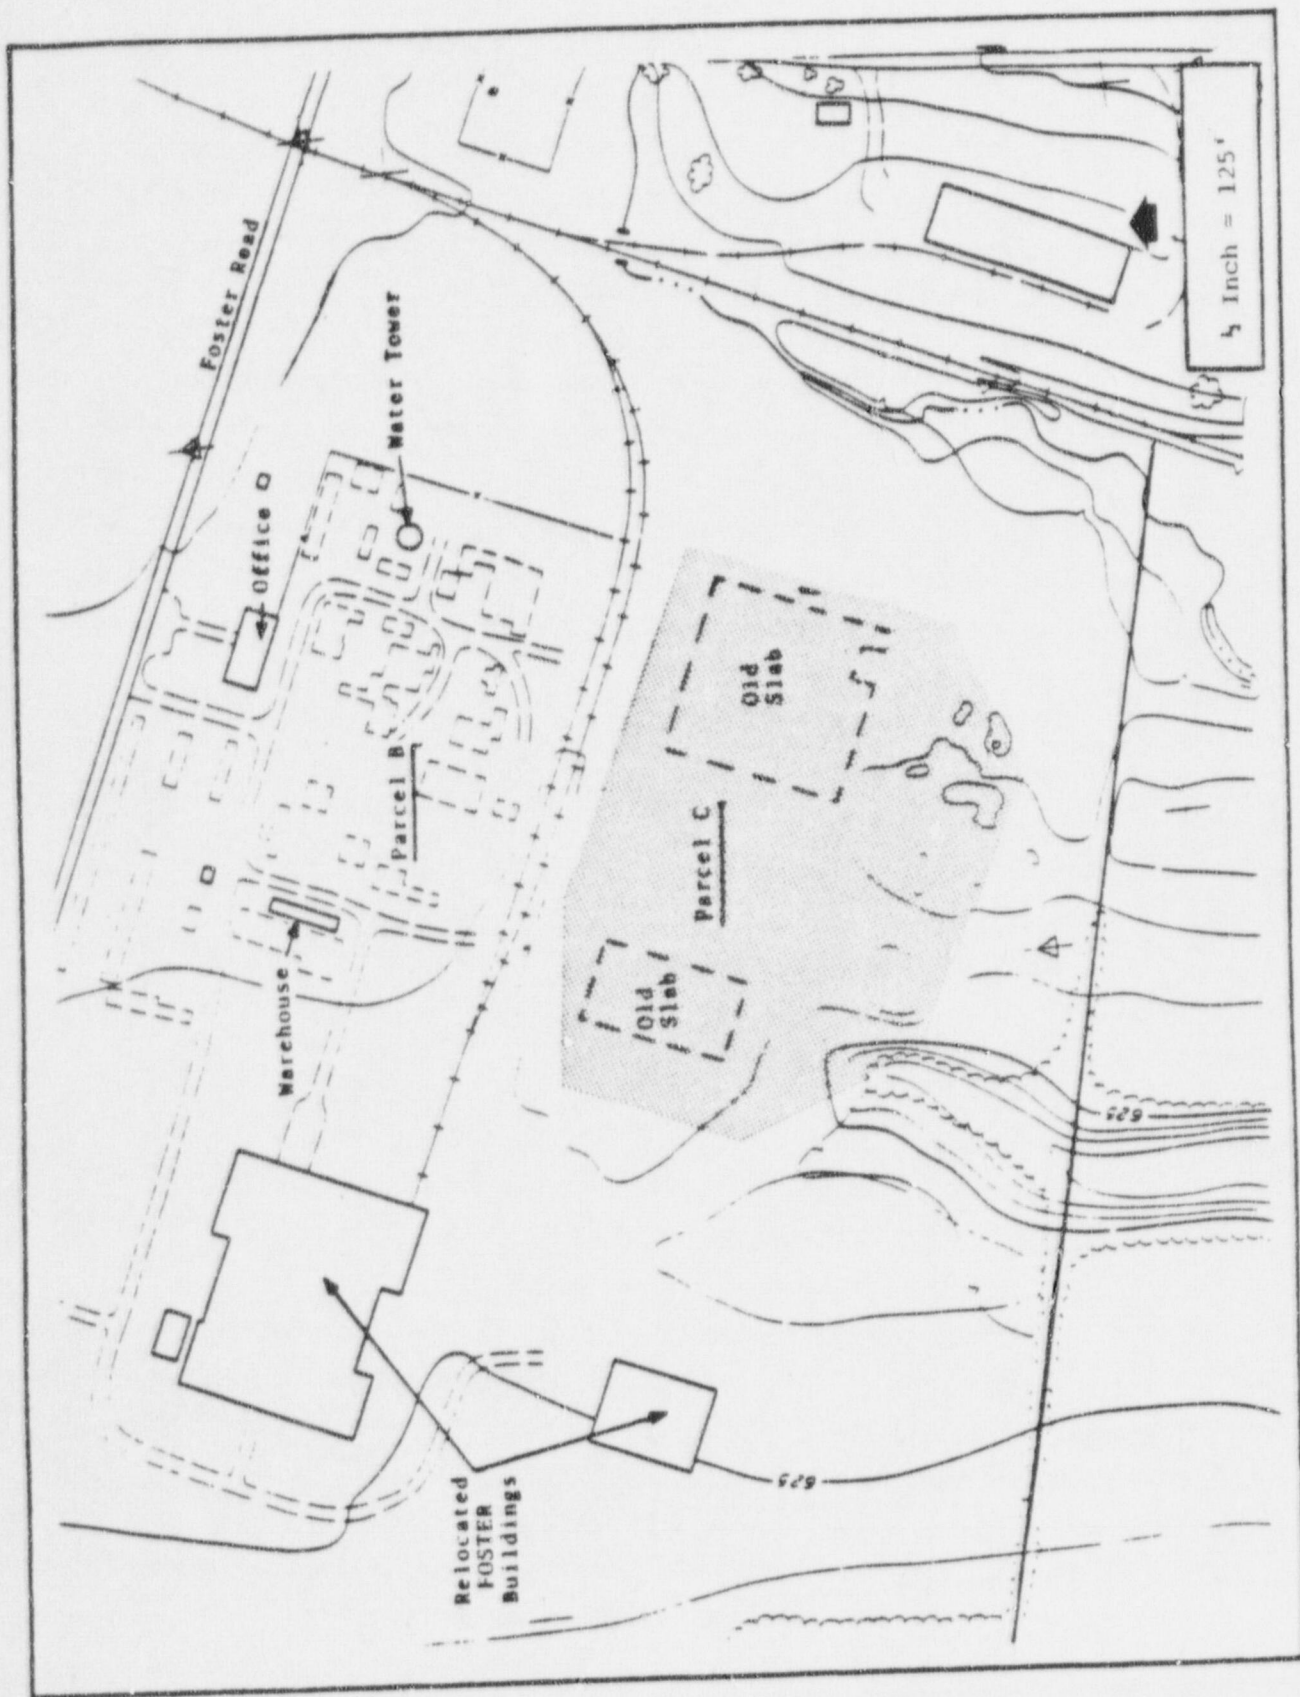 Foster Road
Office
Water Tower
Warehouse
Parcel B
Old
Slab
Parcel C
Old
Slab
Relocated
FOSTER
Buildings
625
625
½ Inch = 125'